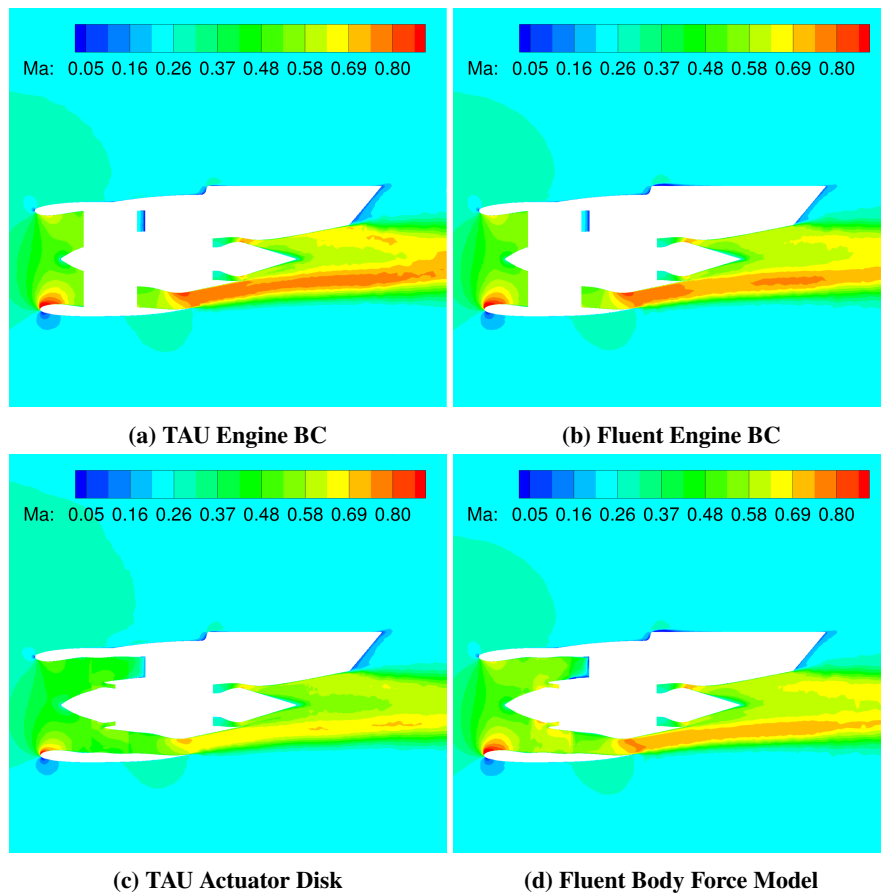 Ma: 0.05 0.16 0.26 0.37 0.48 0.58 0.69 0.80
Ma: 0.05 0.16 0.26 0.37 0.48 0.58 0.69 0.80
(a) TAU Engine BC
(b) Fluent Engine BC
Ma: 0.05 0.16 0.26 0.37 0.48 0.58 0.69 0.80
Ma: 0.05 0.16 0.26 0.37 0.48 0.58 0.69 0.80
(c) TAU Actuator Disk
(d) Fluent Body Force Model